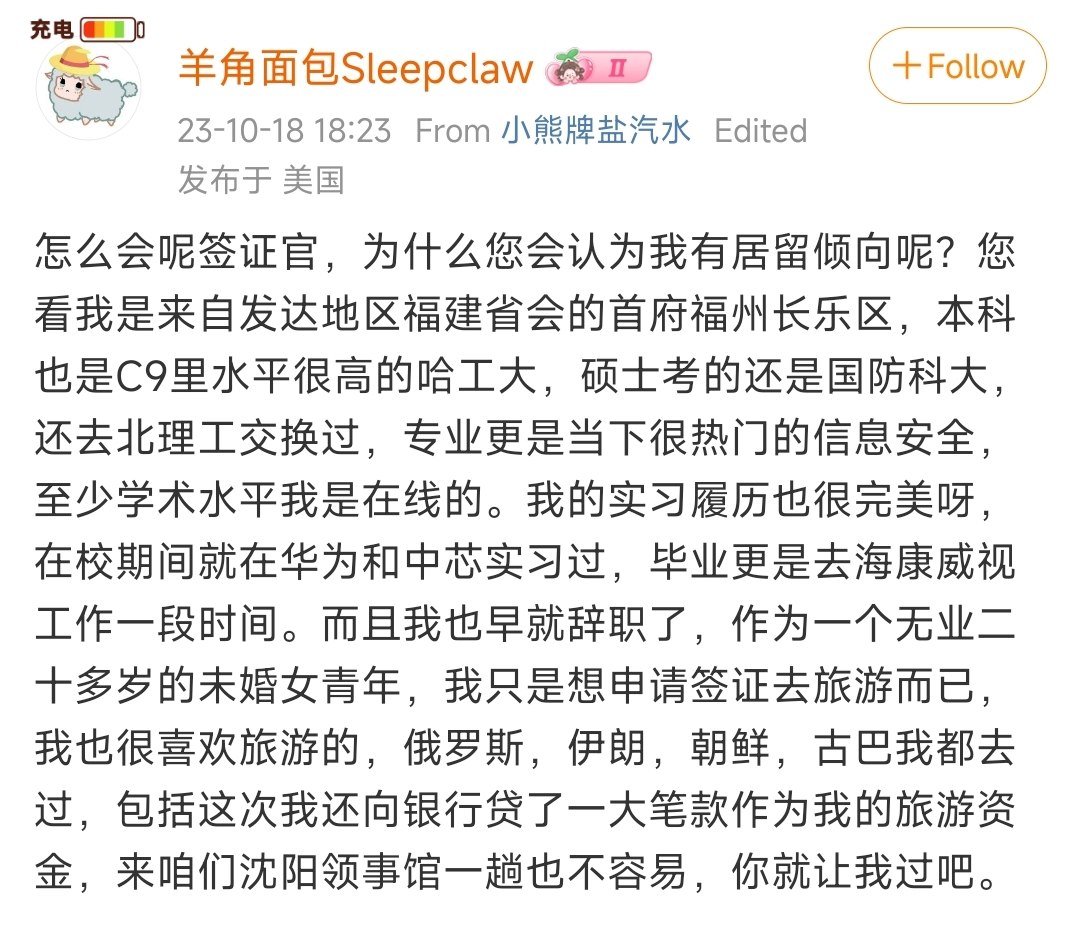 充电
羊角面包Sleepclaw
II
+Follow
23-10-18 18:23 From 小熊牌盐汽水 Edited
发布于 美国
怎么会呢签证官，为什么您会认为我有居留倾向呢？您
看我是来自发达地区福建省会的首府福州长乐区，本科
也是C9里水平很高的哈工大，硕士考的还是国防科大，
还去北理工交换过，专业更是当下很热门的信息安全，
至少学术水平我是在线的。我的实习履历也很完美呀，
在校期间就在华为和中芯实习过，毕业更是去海康威视
工作一段时间。而且我也早就辞职了，作为一个无业二
十多岁的未婚女青年，我只是想申请签证去旅游而已，
我也很喜欢旅游的，俄罗斯，伊朗，朝鲜，古巴我都去
过，包括这次我还向银行贷了一大笔款作为我的旅游资
金，来咱们沈阳领事馆一趟也不容易，你就让我过吧。